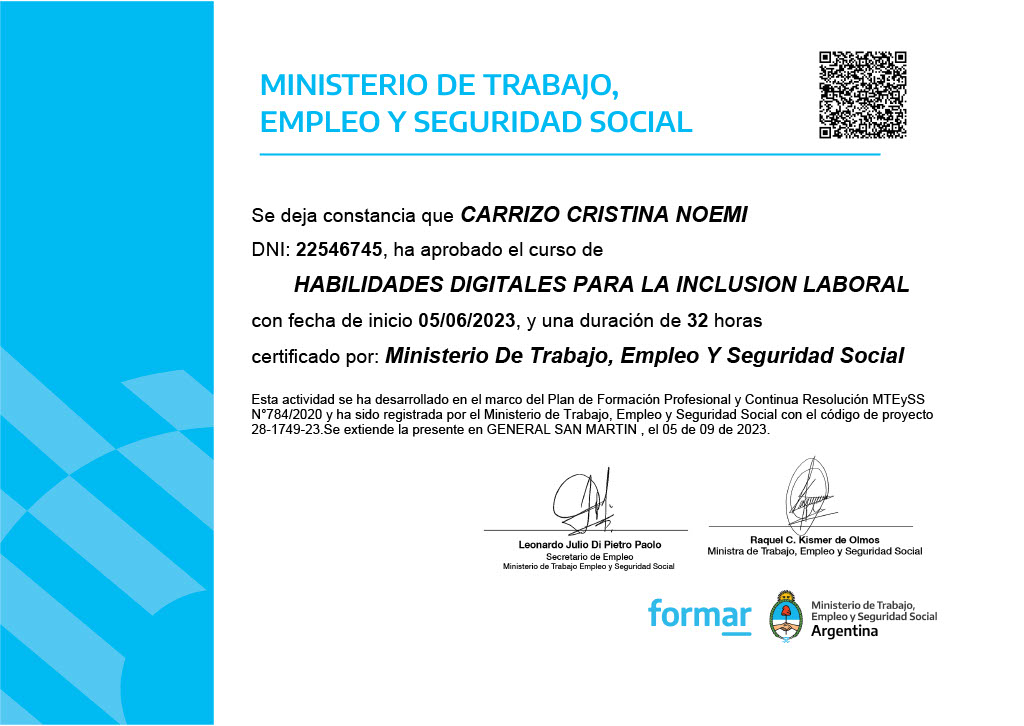 MINISTERIO DE TRABAJO,
EMPLEO Y SEGURIDAD SOCIAL
Se deja constancia que CARRIZO CRISTINA NOEMI
DNI: 22546745, ha aprobado el curso de
HABILIDADES DIGITALES PARA LA INCLUSION LABORAL
con fecha de inicio 05/06/2023, y una duración de 32 horas
certificado por: Ministerio De Trabajo, Empleo Y Seguridad Social
Esta actividad se ha desarrollado en el marco del Plan de Formación Profesional y Continua Resolución MTEySS
N°784/2020 y ha sido registrada por el Ministerio de Trabajo, Empleo y Seguridad Social con el código de proyecto
28-1749-23.Se extiende la presente en GENERAL SAN MARTIN , el 05 de 09 de 2023.
Leonardo Julio Di Pietro Paolo
Secretario de Empleo
Ministerio de Trabajo Empleo y Seguridad Social
Raquel C. Kismer de Olmos
Ministra de Trabajo, Empleo y Seguridad Social
formar
Ministerio de Trabajo,
Empleo y Seguridad Social
Argentina